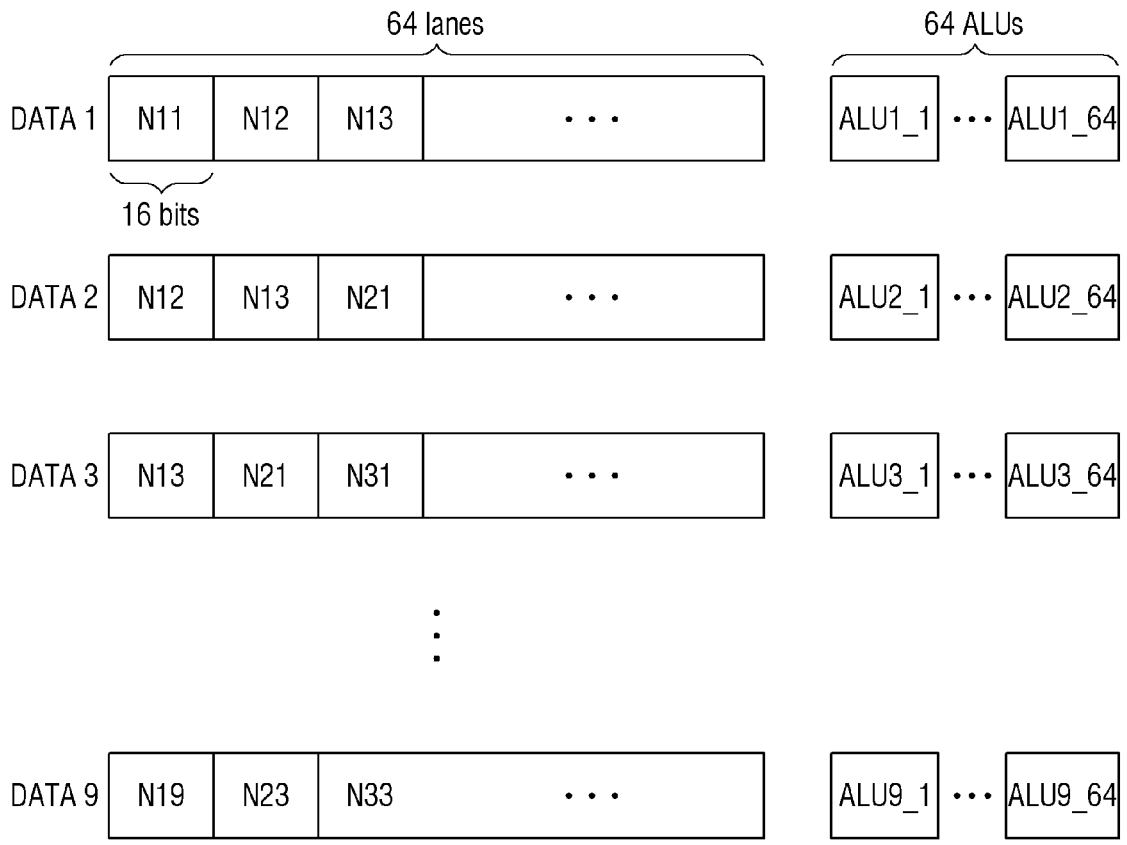 64 lanes 64 ALUs
DATA 1 N11 N12 N13 ... ALU1_1 ... ALU1_64
16 bits
DATA 2 N12 N13 N21 ... ALU2_1 ... ALU2_64
DATA 3 N13 N21 N31 ... ALU3_1 ... ALU3_64
DATA 9 N19 N23 N33 ... ALU9_1 ... ALU9_64